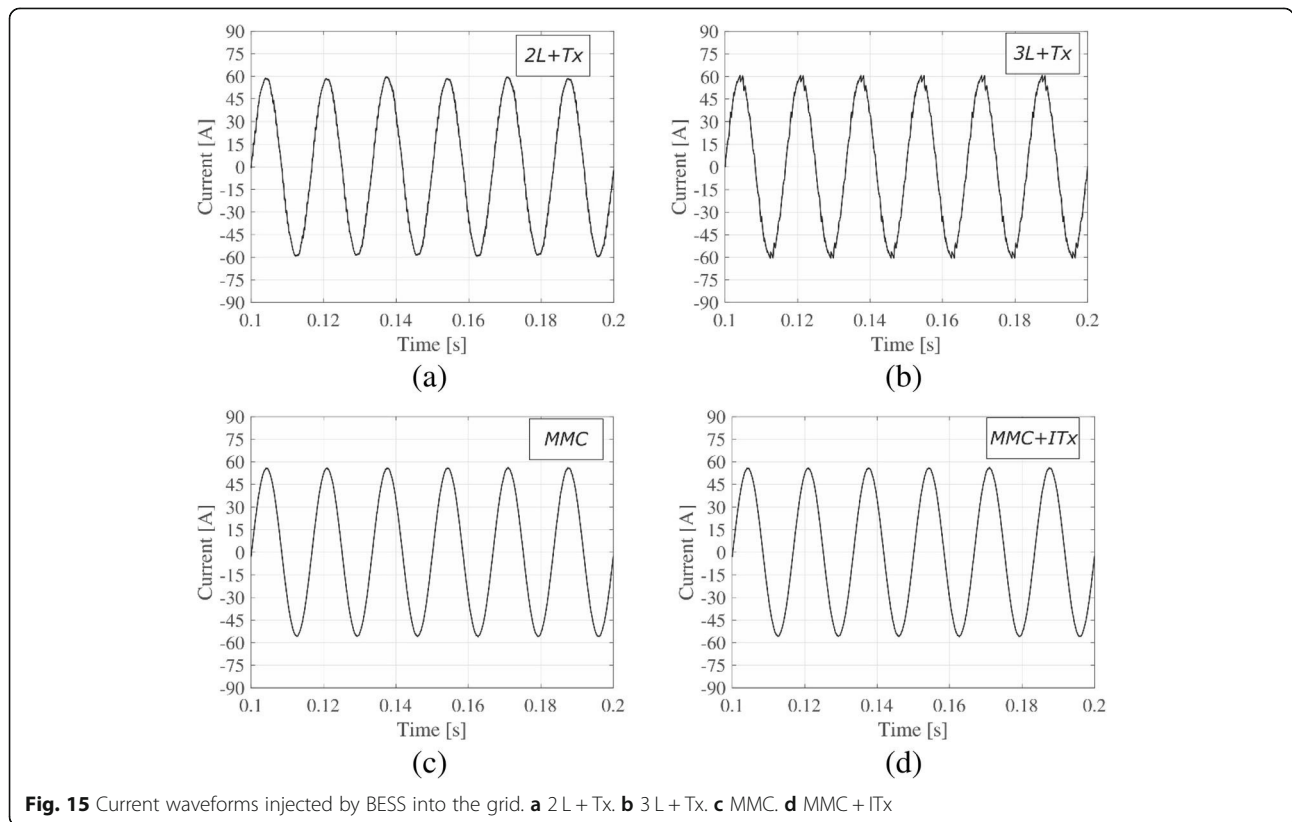 2L+Tx
90
75
60
45
30
15
0
-15
-30
-45
-60
-75
-90
Current [A]
0.1 0.12 0.14 0.16 0.18 0.2
Time [s]
(a)
3L+Tx
90
75
60
45
30
15
0
-15
-30
-45
-60
-75
-90
Current [A]
0.1 0.12 0.14 0.16 0.18 0.2
Time [s]
(b)
MMC
90
75
60
45
30
15
0
-15
-30
-45
-60
-75
-90
Current [A]
0.1 0.12 0.14 0.16 0.18 0.2
Time [s]
(c)
MMC+ITx
90
75
60
45
30
15
0
-15
-30
-45
-60
-75
-90
Current [A]
0.1 0.12 0.14 0.16 0.18 0.2
Time [s]
(d)
Fig. 15 Current waveforms injected by BESS into the grid. a 2 L + Tx. b 3 L + Tx. c MMC. d MMC + ITx